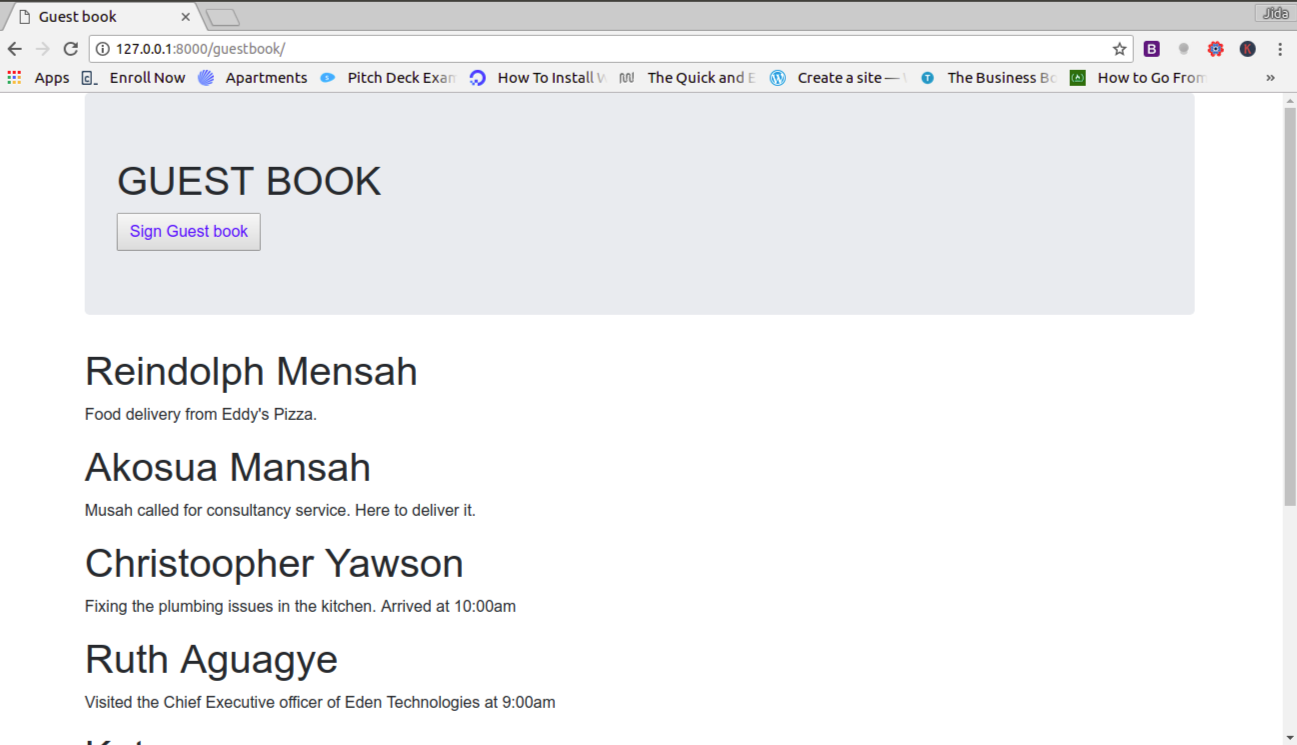 Guest book
Jida
127.0.0.1:8000/guestbook/
Apps Enroll Now Apartments Pitch Deck Exam How To Install The Quick and E Create a site — The Business Bo How to Go From »
GUEST BOOK
Sign Guest book
Reindolph Mensah
Food delivery from Eddy's Pizza.
Akosua Mansah
Musah called for consultancy service. Here to deliver it.
Christoopher Yawson
Fixing the plumbing issues in the kitchen. Arrived at 10:00am
Ruth Aguagye
Visited the Chief Executive officer of Eden Technologies at 9:00am